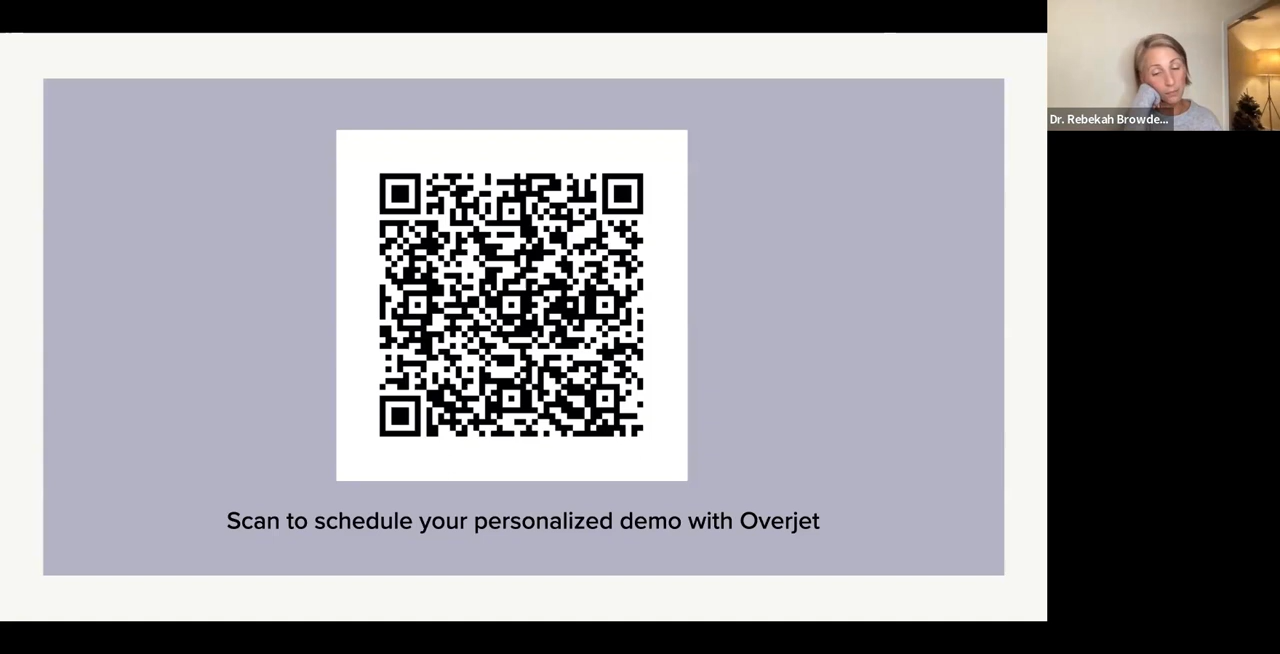 Dr. Rebekah Browde...
Scan to schedule your personalized demo with Overjet